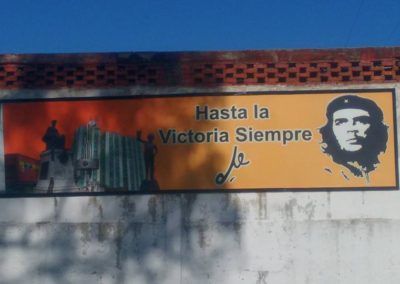 Hasta la
Victoria Siempre